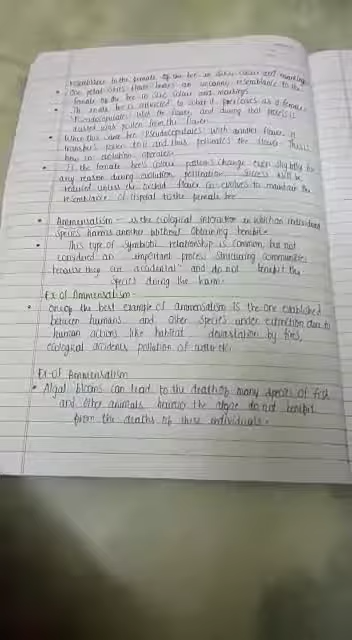 resemblance to the female of the bee in size, colour and markings
• One petal bears an uncanny resemblance to the
female of the bee in size colour and markings
• The male bee is attracted to what it perceives as a female
"Pseudocopulates" with the flower, and during that process is
dusted with pollen from the flower
• When this same bee pseudocopulates with another flower, it
transfers pollen to it and thus pollinates the flower. This is
how co evolution operates
• If the female bee's colour pattern change even slightly for
any reason during evolution pollination success will be
reduced unless the orchid flower co evolves to maintain the
resemblance of its petal to the female bee
• Ammensalism - is the ecological interaction in which an individual
species harms another without obtaining benefit.
• This type of symbiotic relationship is common, but not
considered an important process structuring communities
because they are "accidental" and do not benefit the
species during the harm.
Ex of Ammensalism -
• One of the best example of ammensalism is the one established
between humans and other species under extinction due to
human actions like habitat devastation by fires,
ecological accidents pollution of water etc.
Ex-of Ammensalism
• Algal blooms can lead to the death of many species of fish
and other animals, however the algae do not benefit
from the deaths of these individuals.